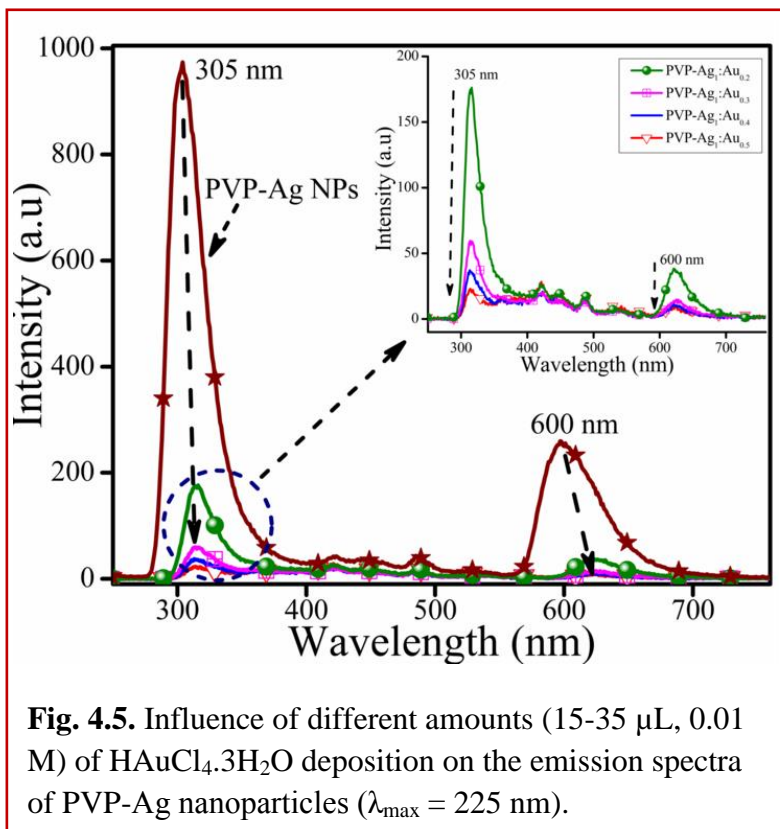 1000
800
600
400
200
0
Intensity (a.u)
305 nm
PVP-Ag NPs
600 nm
300 400 500 600 700
Wavelength (nm)
200
150
100
50
0
Intensity (a.u)
305 nm
600 nm
PVP-Ag₁:Au₀.₂
PVP-Ag₁:Au₀.₃
PVP-Ag₁:Au₀.₄
PVP-Ag₁:Au₀.₅
300 400 500 600 700
Wavelength (nm)
Fig. 4.5. Influence of different amounts (15-35 µL, 0.01
M) of HAuCl₄.3H₂O deposition on the emission spectra
of PVP-Ag nanoparticles (λmax = 225 nm).